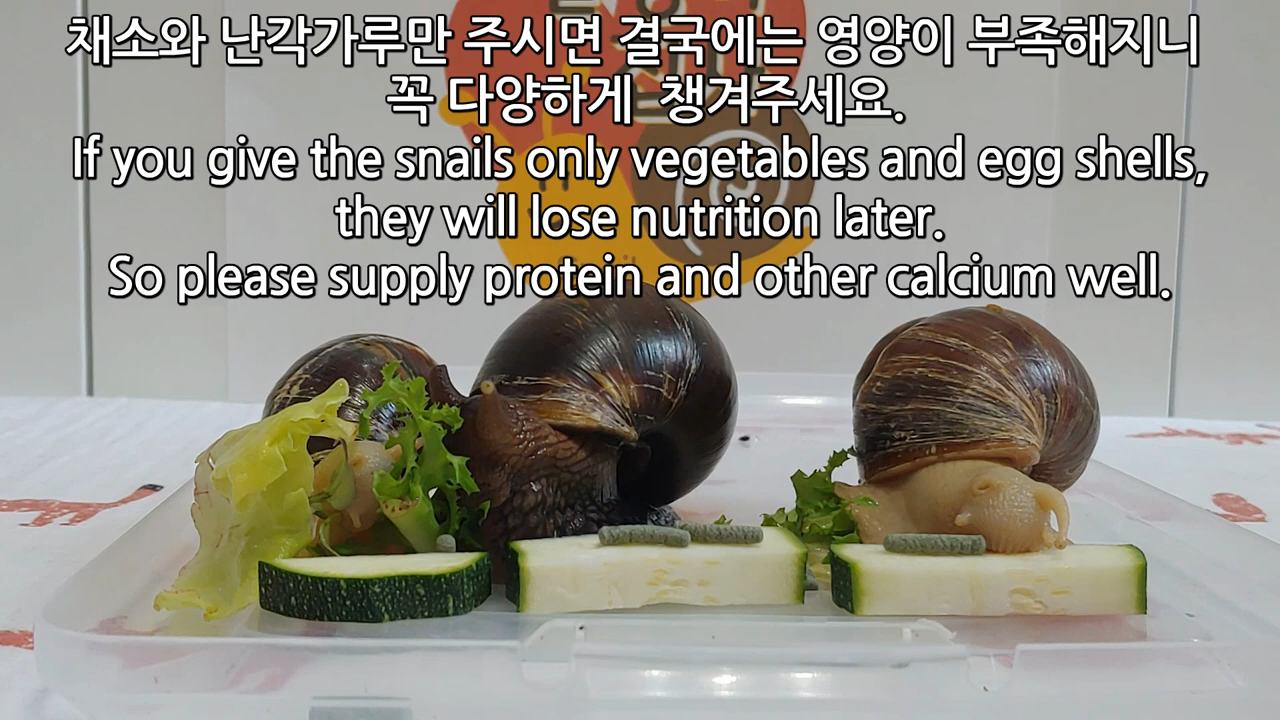 채소와 난각가루만 주시면 결국에는 영양이 부족해지니
꼭 다양하게 챙겨주세요.
If you give the snails only vegetables and egg shells,
they will lose nutrition later.
So please supply protein and other calcium well.